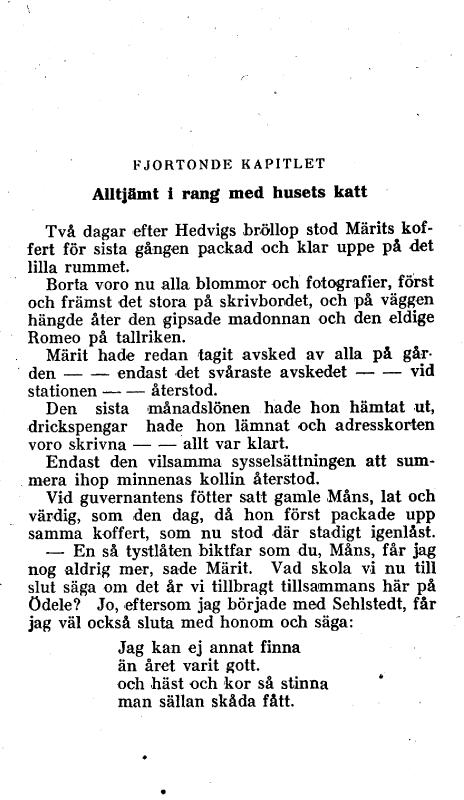 FJORTONDE KAPITLET
Alltjämt i rang med husets katt
Två dagar efter Hedvigs bröllop stod Märits kof-
fert för sista gången packad och klar uppe på det
lilla rummet.
Borta voro nu alla blommor och fotografier, först
och främst det stora på skrivbordet, och på väggen
hängde åter den gipsade madonnan och den eldige
Romeo på tallriken.
Märit hade redan tagit avsked av alla på går-
den — — endast det svåraste avskedet — — vid
stationen — — återstod.
Den sista månadslönen hade hon hämtat ut,
drickspengar hade hon lämnat och adresskorten
voro skrivna — — allt var klart.
Endast den vilsamma sysselsättningen att sum-
mera ihop minnenas kollin återstod.
Vid guvernantens fötter satt gamle Måns, lat och
värdig, som den dag, då hon först packade upp
samma koffert, som nu stod där stadigt igenlåst.
— En så tystlåten biktfar som du, Måns, får jag
nog aldrig mer, sade Märit. Vad skola vi nu till
slut säga om det år vi tillbragt tillsammans här på
Ödele? Jo, eftersom jag började med Sehlstedt, får
jag väl också sluta med honom och säga:
Jag kan ej annat finna
än året varit gott.
och häst och kor så stinna
man sällan skåda fått.